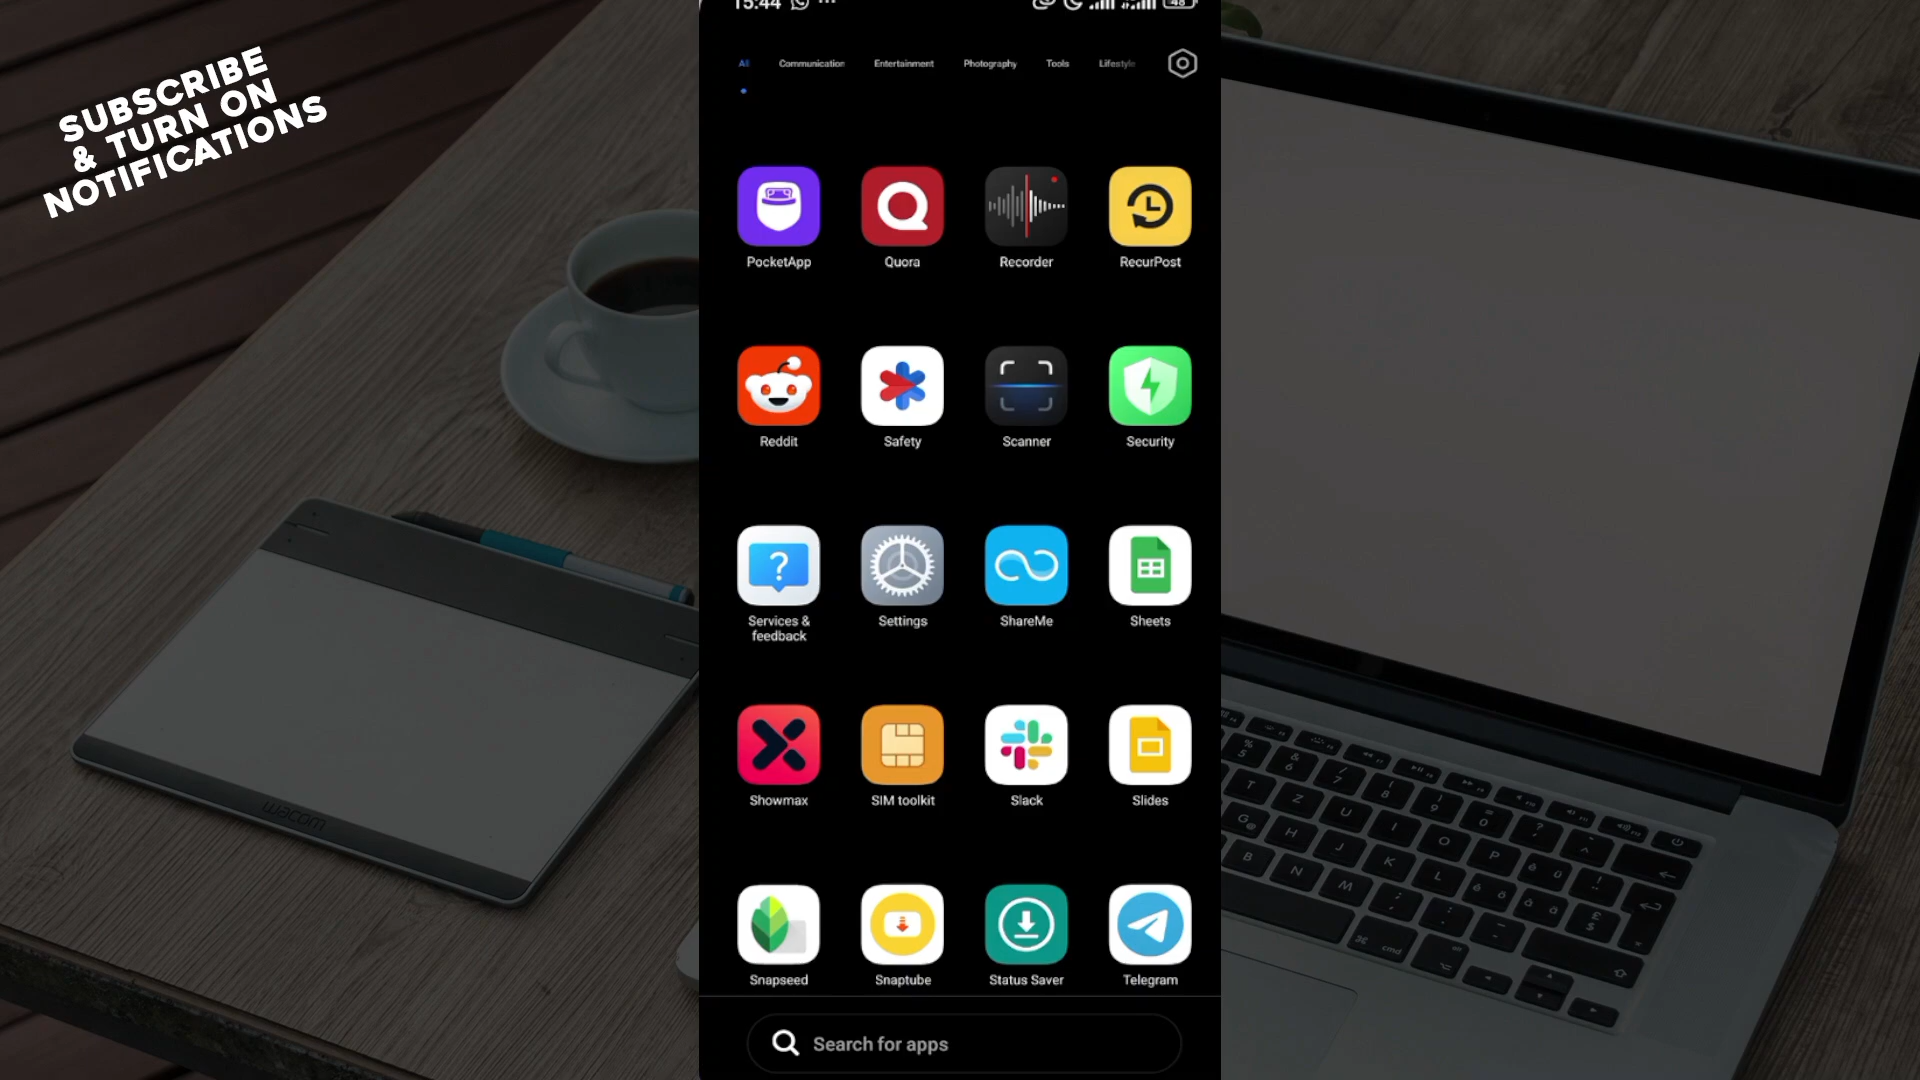 SUBSCRIBE
& TURN ON
NOTIFICATIONS
15:44
48
All Communication Entertainment Photography Tools Lifestyle
PocketApp Quora Recorder RecurPost
Reddit Safety Scanner Security
Services &
feedback
Settings ShareMe Sheets
Showmax SIM toolkit Slack Slides
Snapseed Snaptube Status Saver Telegram
Search for apps
wacom